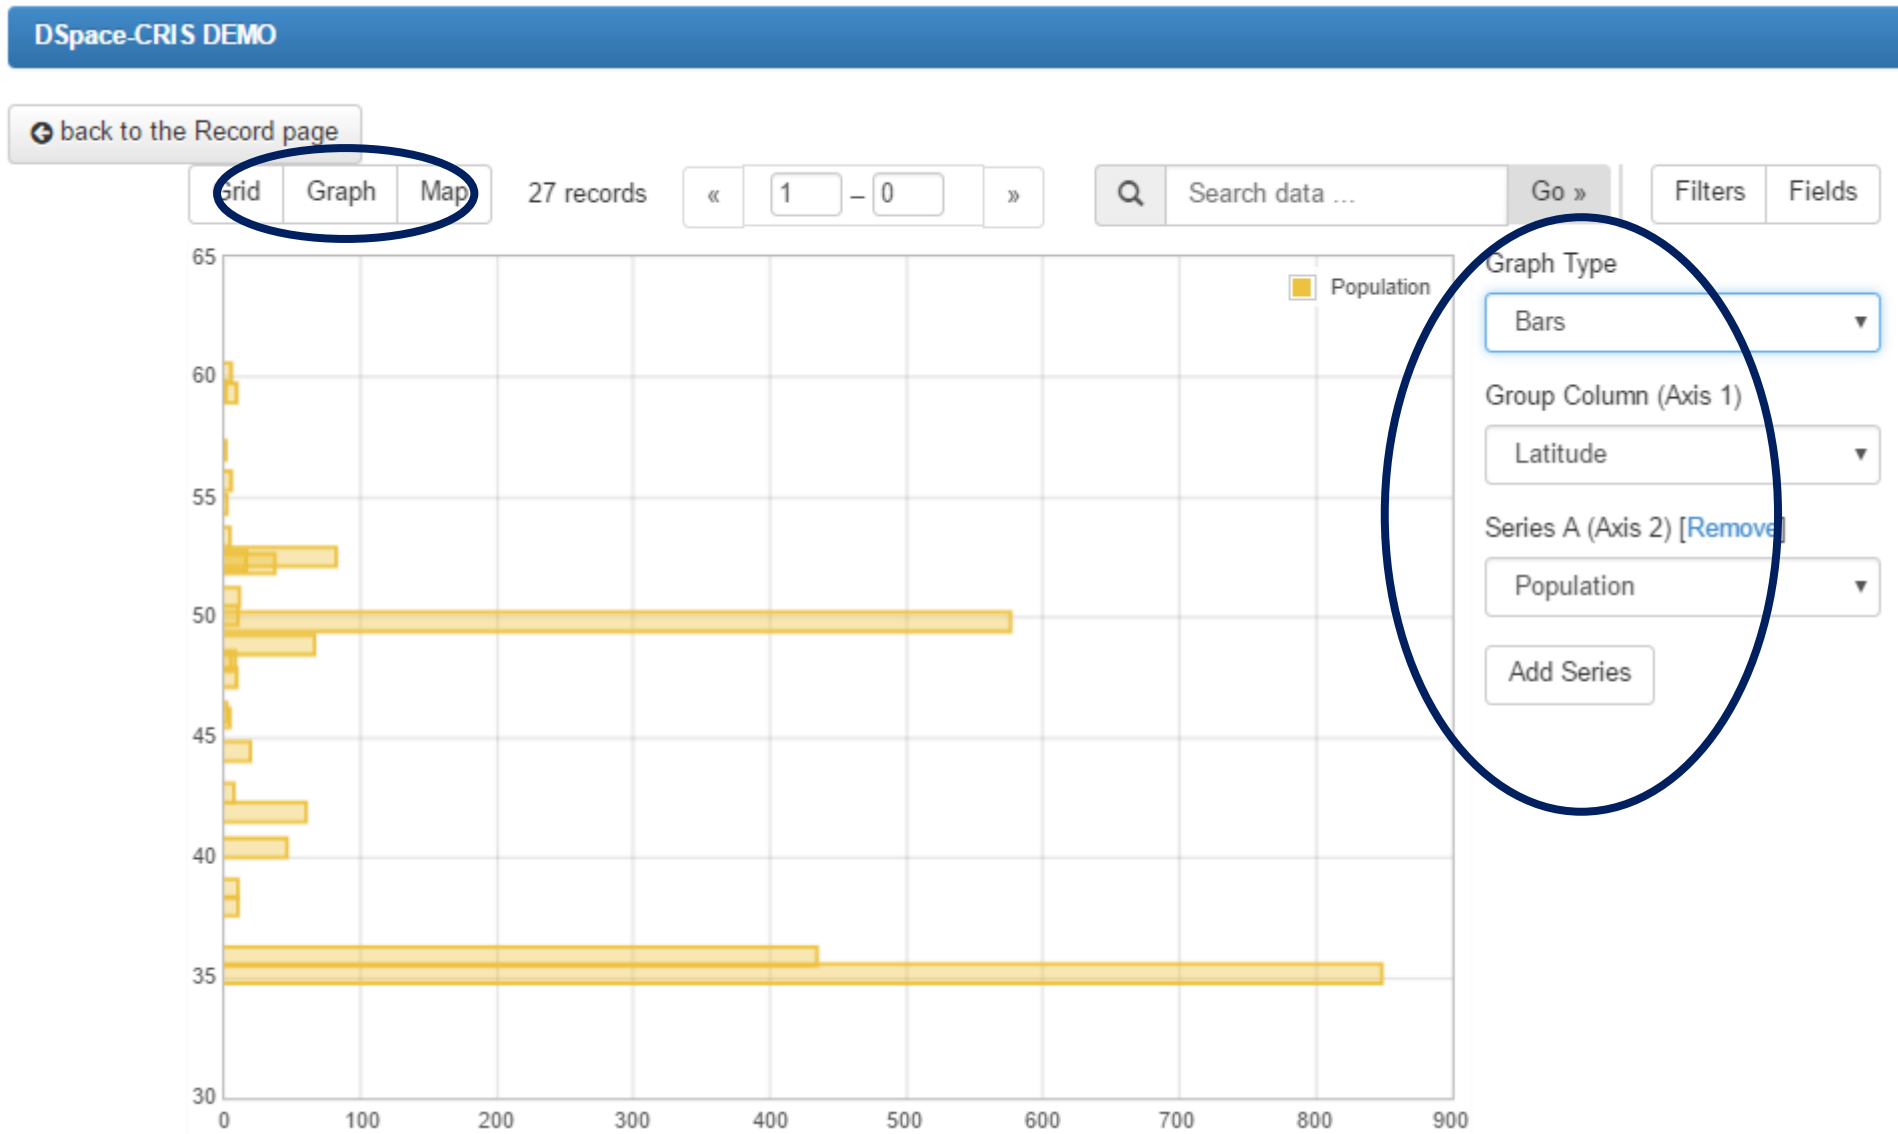 DSpace-CRIS DEMO
back to the Record page
Grid Graph Map 27 records « 1 – 0 » Search data ... Go » Filters Fields
Population
Graph Type
Bars
Group Column (Axis 1)
Latitude
Series A (Axis 2) [Remove]
Population
Add Series
65
60
55
50
45
40
35
30
0 100 200 300 400 500 600 700 800 900